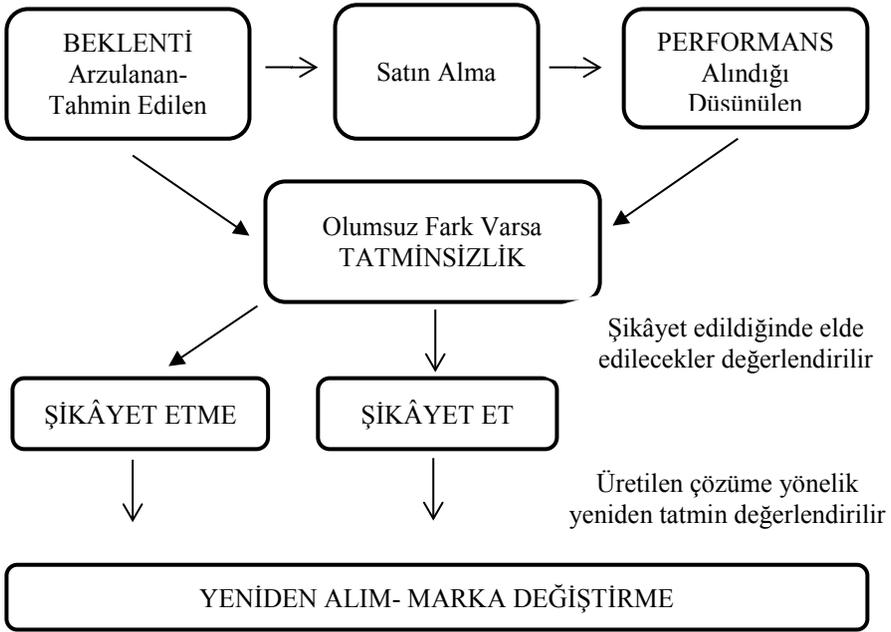 BEKLENTİ
Arzulanan-
Tahmin Edilen
Satın Alma
PERFORMANS
Alındığı
Düsünülen
Olumsuz Fark Varsa
TATMİNSİZLİK
Şikâyet edildiğinde elde
edilecekler değerlendirilir
ŞİKÂYET ETME
ŞİKÂYET ET
Üretilen çözüme yönelik
yeniden tatmin değerlendirilir
YENİDEN ALIM- MARKA DEĞİŞTİRME